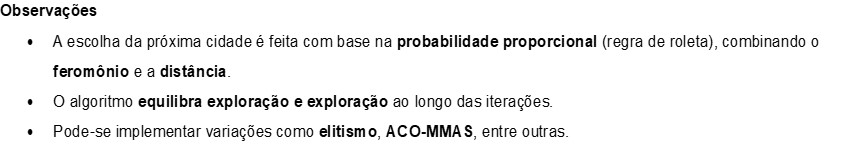 Observações
• A escolha da próxima cidade é feita com base na probabilidade proporcional (regra de roleta), combinando o
feromônio e a distância.
• O algoritmo equilibra exploração e exploração ao longo das iterações.
• Pode-se implementar variações como elitismo, ACO-MMAS, entre outras.